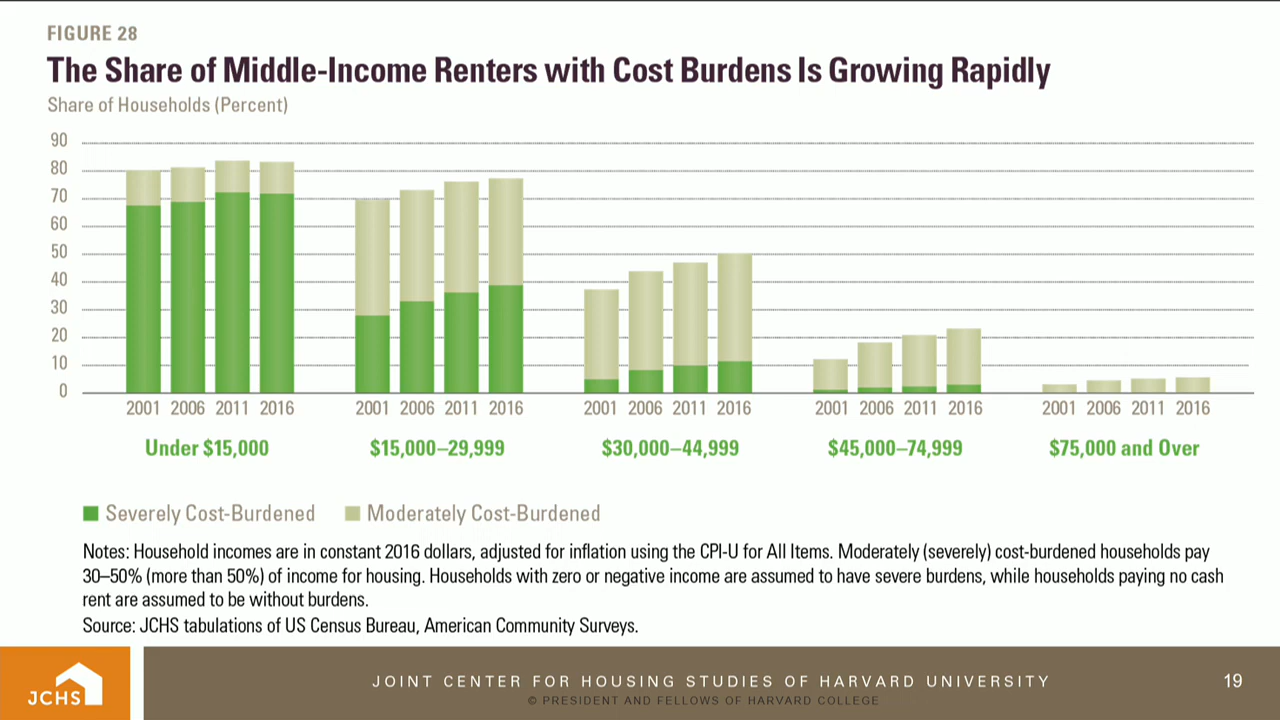 FIGURE 28
The Share of Middle-Income Renters with Cost Burdens Is Growing Rapidly
Share of Households (Percent)
90
80
70
60
50
40
30
20
10
0
2001 2006 2011 2016 2001 2006 2011 2016 2001 2006 2011 2016 2001 2006 2011 2016 2001 2006 2011 2016
Under $15,000 $15,000–29,999 $30,000–44,999 $45,000–74,999 $75,000 and Over
Severely Cost-Burdened Moderately Cost-Burdened
Notes: Household incomes are in constant 2016 dollars, adjusted for inflation using the CPI-U for All Items. Moderately (severely) cost-burdened households pay
30–50% (more than 50%) of income for housing. Households with zero or negative income are assumed to have severe burdens, while households paying no cash
rent are assumed to be without burdens.
Source: JCHS tabulations of US Census Bureau, American Community Surveys.
JCHS
JOINT CENTER FOR HOUSING STUDIES OF HARVARD UNIVERSITY 19
© PRESIDENT AND FELLOWS OF HARVARD COLLEGE